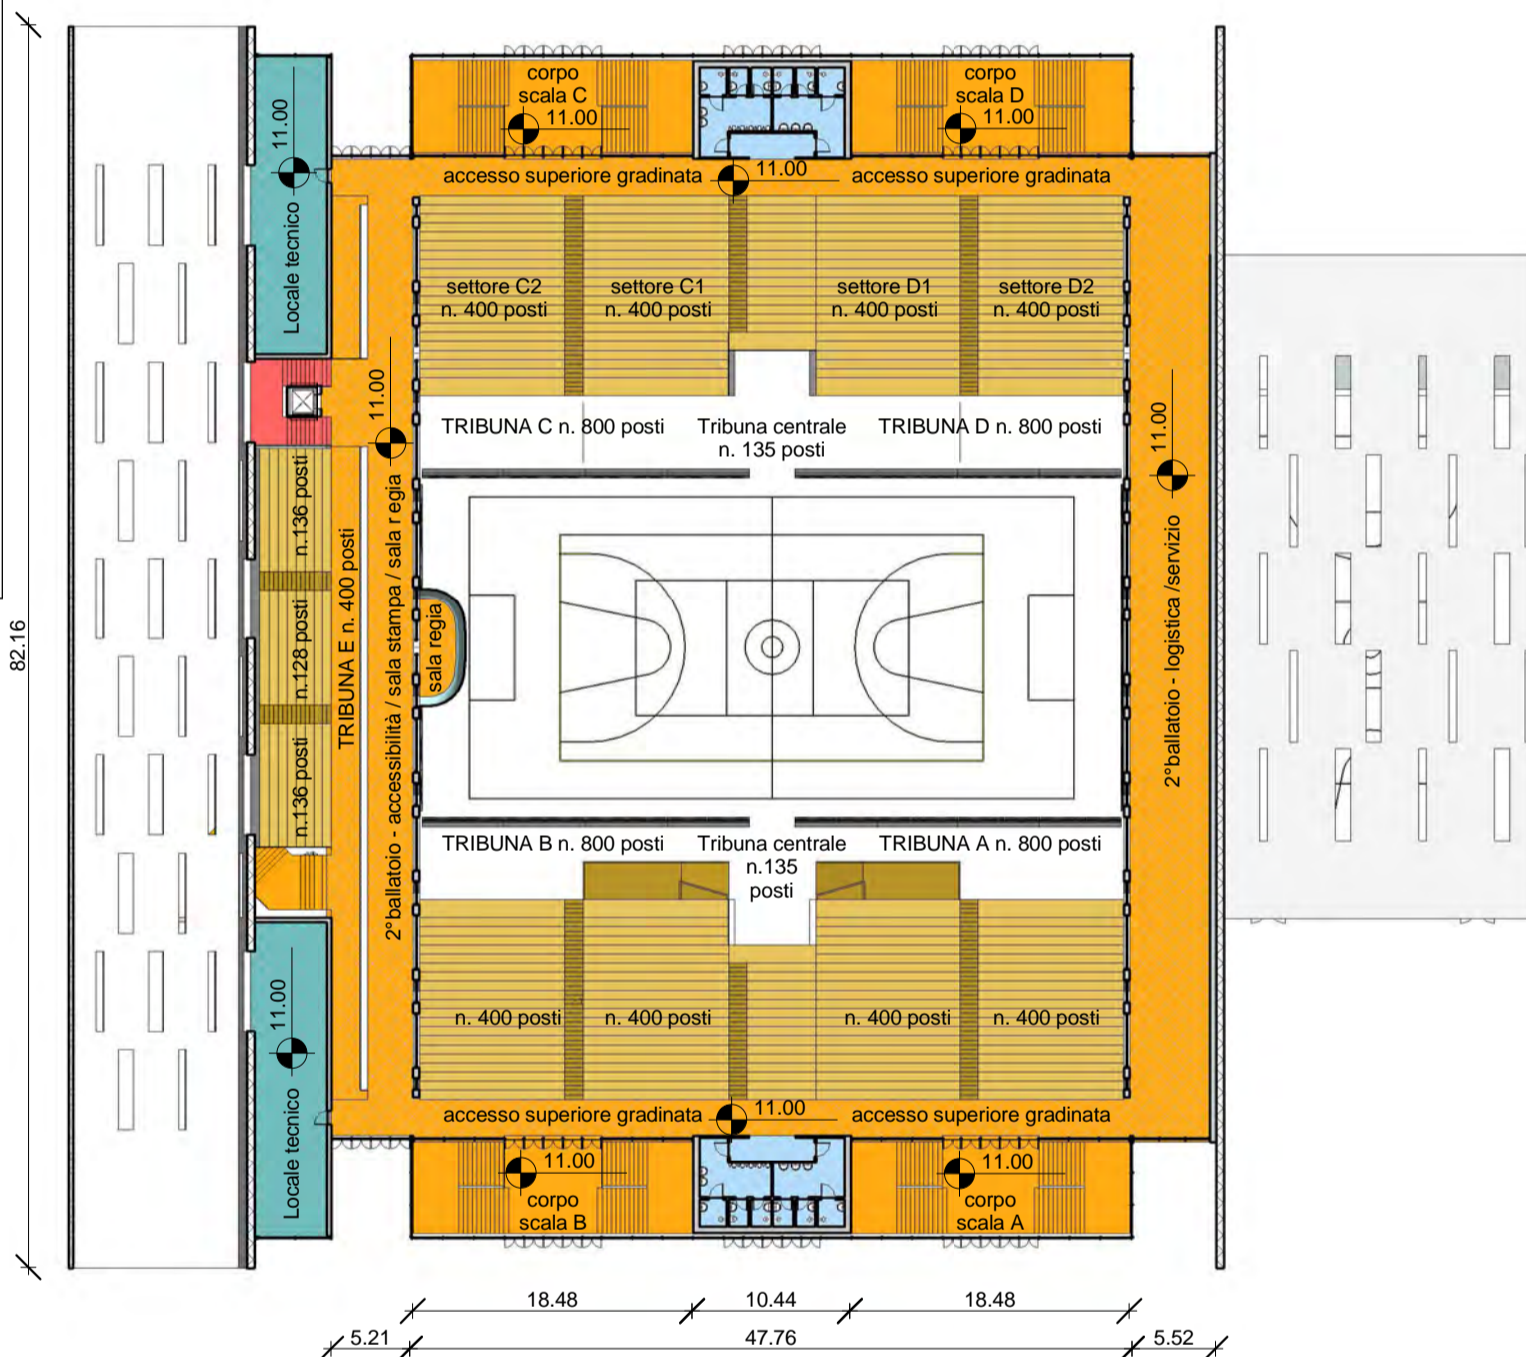 corpo
scala C
11.00
corpo
scala D
11.00
11.00
Locale tecnico
accesso superiore gradinata
11.00
accesso superiore gradinata
settore C2
n. 400 posti
settore C1
n. 400 posti
settore D1
n. 400 posti
settore D2
n. 400 posti
11.00
TRIBUNA C n. 800 posti
Tribuna centrale
n. 135 posti
TRIBUNA D n. 800 posti
11.00
n.136 posti
n.128 posti
n.136 posti
TRIBUNA E n. 400 posti
2°ballatoio - accessibilità / sala stampa / sala regia
sala regia
2°ballatoio - logistica /servizio
82.16
TRIBUNA B n. 800 posti
Tribuna centrale
n.135
posti
TRIBUNA A n. 800 posti
n. 400 posti
n. 400 posti
n. 400 posti
n. 400 posti
11.00
Locale tecnico
accesso superiore gradinata
11.00
accesso superiore gradinata
11.00
corpo
scala B
11.00
corpo
scala A
18.48
10.44
18.48
5.21
47.76
5.52